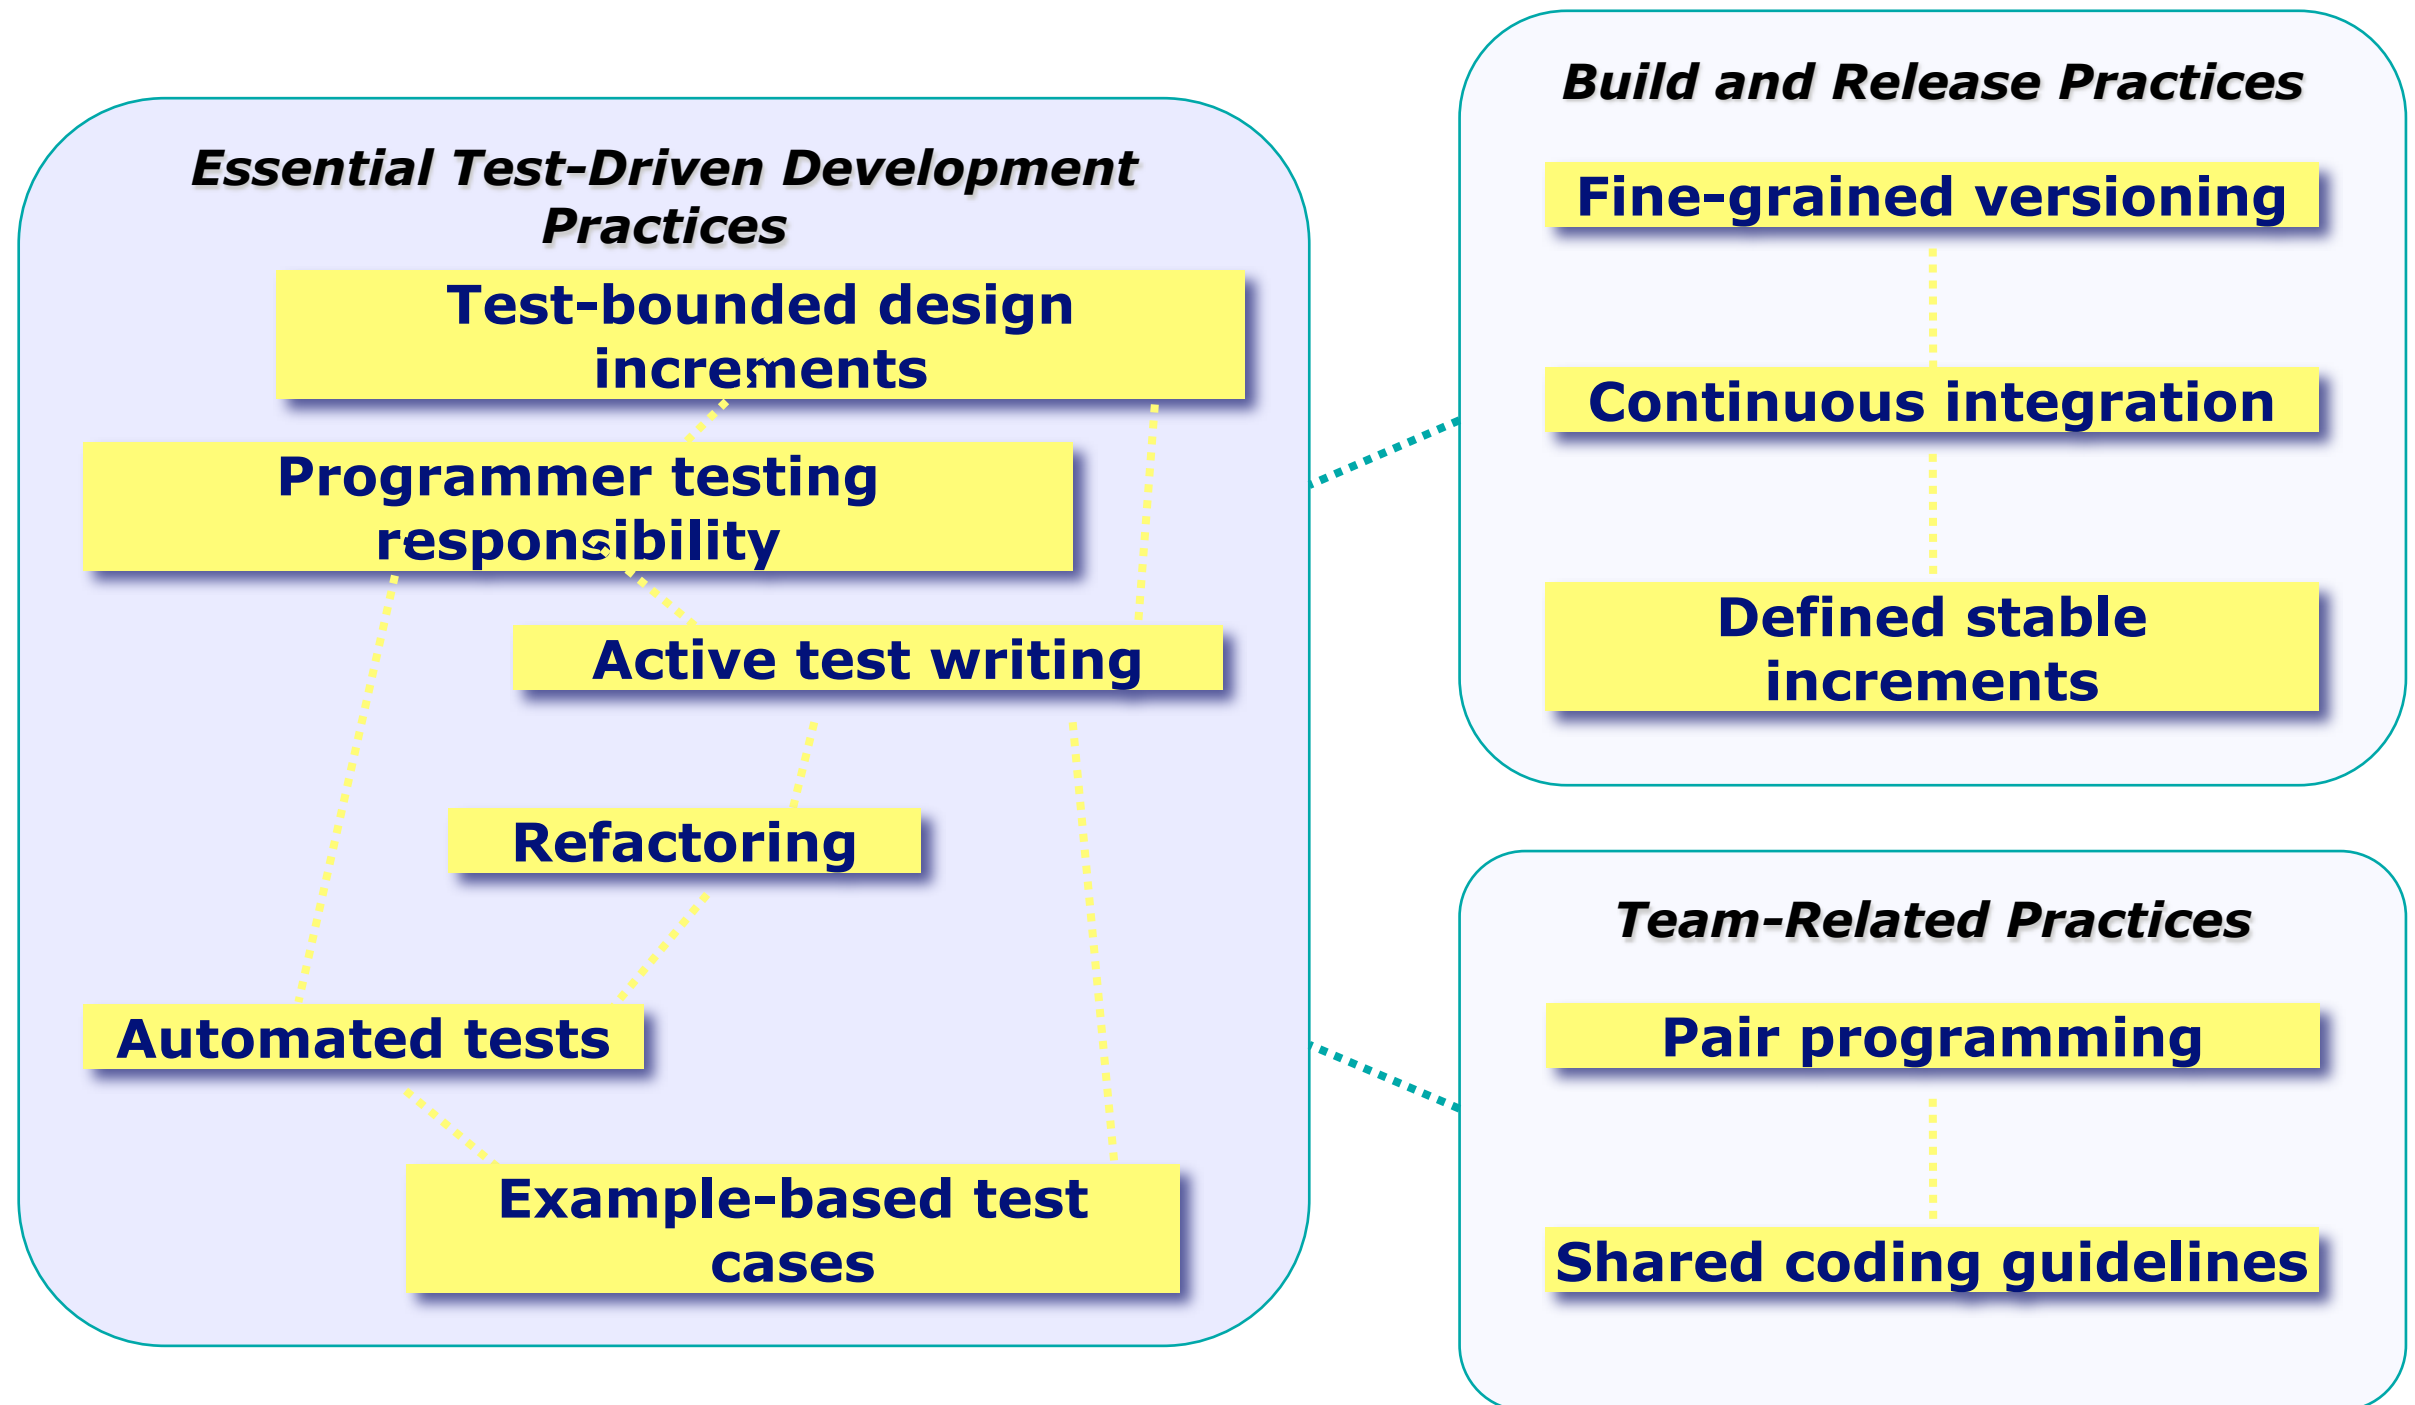 Essential Test-Driven Development
Practices
Test-bounded design
increments
Programmer testing
responsibility
Active test writing
Refactoring
Automated tests
Example-based test
cases
Build and Release Practices
Fine-grained versioning
Continuous integration
Defined stable
increments
Team-Related Practices
Pair programming
Shared coding guidelines